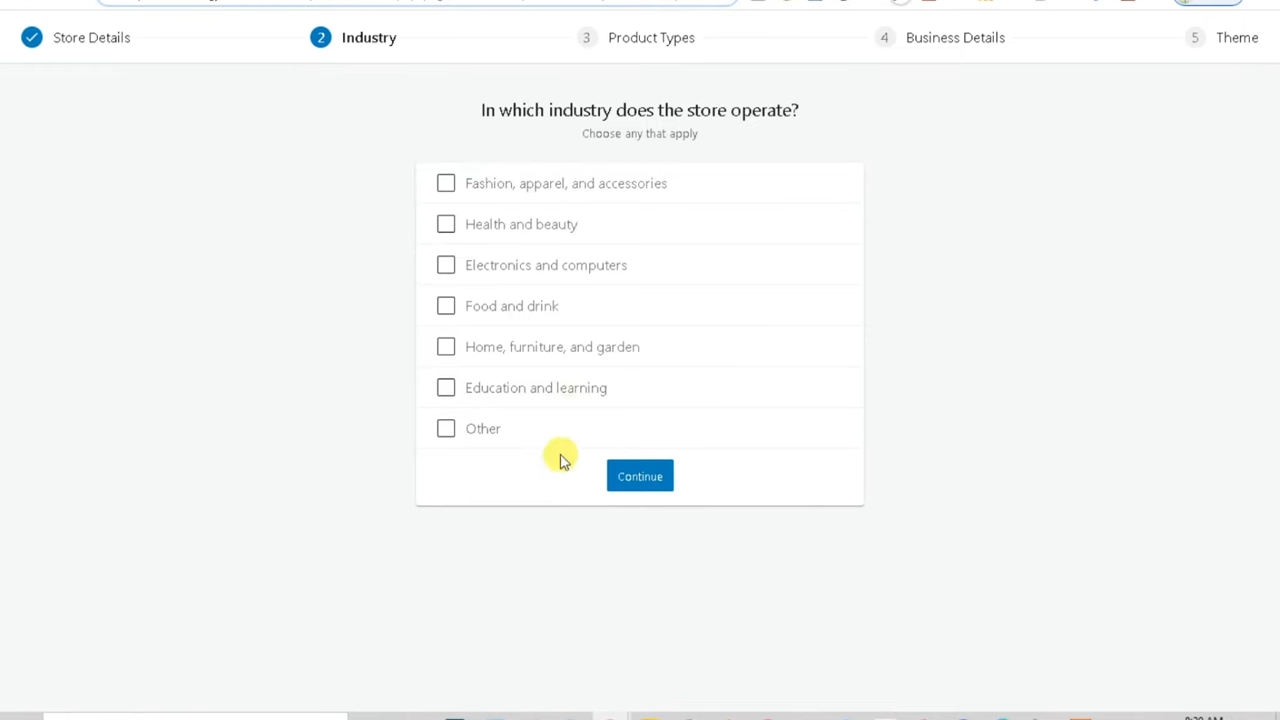 Store Details
2 Industry
3 Product Types
4 Business Details
5 Theme
In which industry does the store operate?
Choose any that apply
Fashion, apparel, and accessories
Health and beauty
Electronics and computers
Food and drink
Home, furniture, and garden
Education and learning
Other
Continue